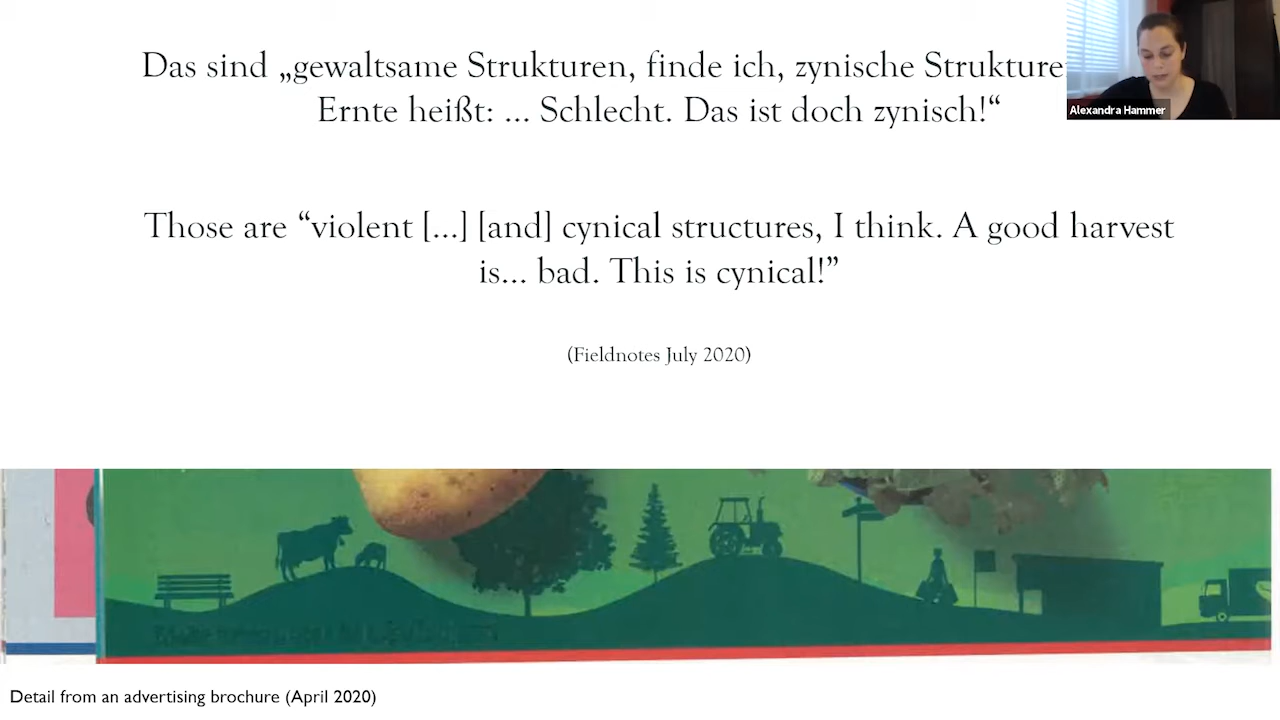 Das sind „gewaltsame Strukturen, finde ich, zynische Strukture
Ernte heißt: ... Schlecht. Das ist doch zynisch!“
Alexandra Hammer
Those are “violent [...] [and] cynical structures, I think. A good harvest
is... bad. This is cynical!”
(Fieldnotes July 2020)
Detail from an advertising brochure (April 2020)